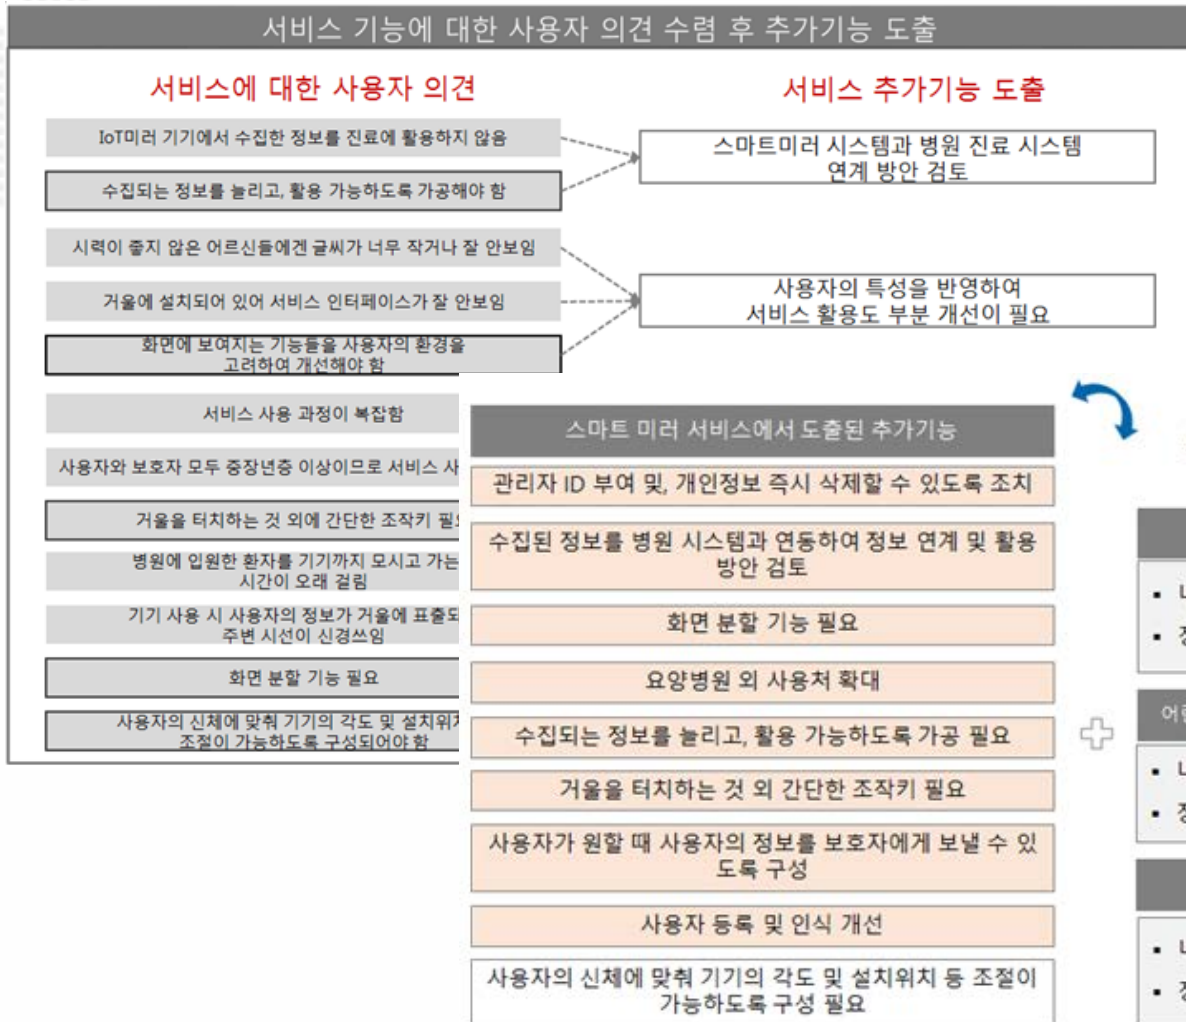 서비스 기능에 대한 사용자 의견 수렴 후 추가기능 도출
서비스에 대한 사용자 의견
IoT미러 기기에서 수집한 정보를 진료에 활용하지 않음
수집되는 정보를 늘리고, 활용 가능하도록 가공해야 함
시력이 좋지 않은 어르신들에겐 글씨가 너무 작거나 잘 안보임
거울에 설치되어 있어 서비스 인터페이스가 잘 안보임
화면에 보여지는 기능들을 사용자의 환경을
고려하여 개선해야 함
서비스 사용 과정이 복잡함
사용자와 보호자 모두 중장년층 이상이므로 서비스 사
거울을 터치하는 것 외에 간단한 조작키
병원에 입원한 환자를 기기까지 모시고 가는
시간이 오래 걸림
기기 사용 시 사용자의 정보가 거울에 표출되
주변 시선이 신경쓰임
화면 분할 기능 필요
사용자의 신체에 맞춰 기기의 각도 및 설치위치
조절이 가능하도록 구성되어야 함
서비스 추가기능 도출
스마트미러 시스템과 병원 진료 시스템
연계 방안 검토
사용자의 특성을 반영하여
서비스 활용도 부분 개선이 필요
스마트 미러 서비스에서 도출된 추가기능
관리자 ID 부여 및, 개인정보 즉시 삭제할 수 있도록 조치
수집된 정보를 병원 시스템과 연동하여 정보 연계 및 활용
방안 검토
화면 분할 기능 필요
요양병원 외 사용처 확대
수집되는 정보를 늘리고, 활용 가능하도록 가공 필요
거울을 터치하는 것 외 간단한 조작키 필요
사용자가 원할 때 사용자의 정보를 보호자에게 보낼 수 있
도록 구성
사용자 등록 및 인식 개선
사용자의 신체에 맞춰 기기의 각도 및 설치위치 등 조절이
가능하도록 구성 필요